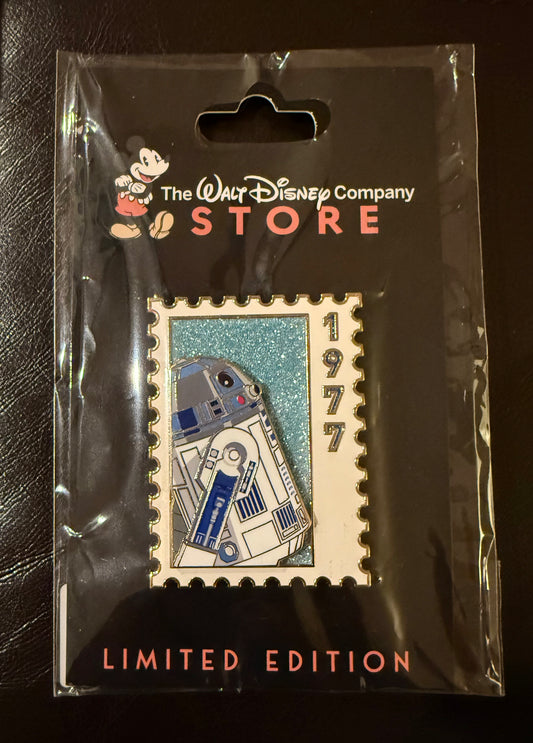 The Walt Disney Company
STORE
1977
LIMITED EDITION